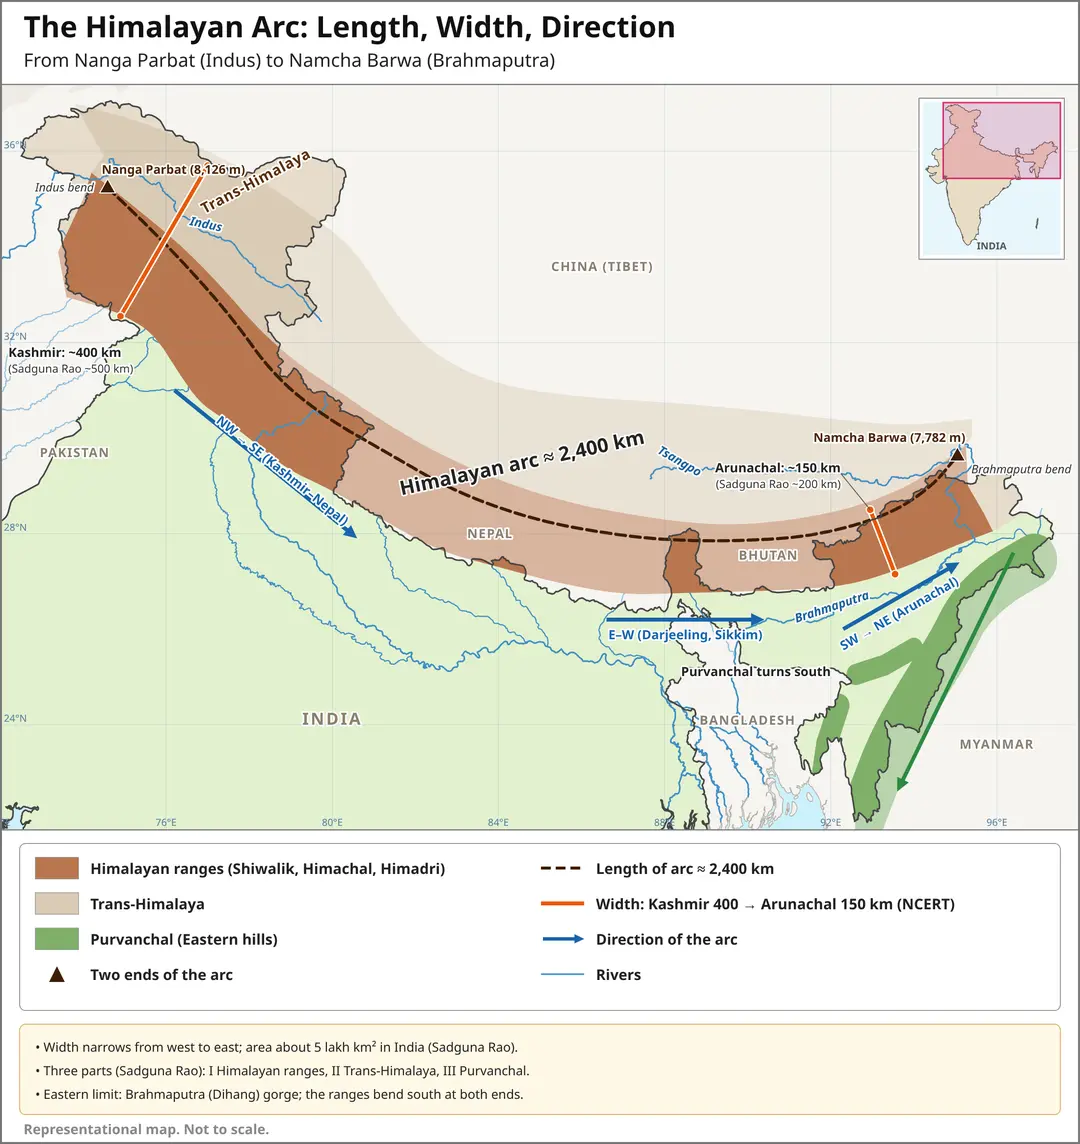 The Himalayan Arc: Length, Width, Direction
From Nanga Parbat (Indus) to Namcha Barwa (Brahmaputra)
36°N
Nanga Parbat (8,126 m)
Trans-Himalaya
Indus bend
Indus
CHINA (TIBET)
INDIA
32°N
Kashmir: ~400 km
(Sadguna Rao ~500 km)
PAKISTAN
NW → SE (Kashmir–Nepal)
Himalayan arc ≈ 2,400 km
Tsangpo
Namcha Barwa (7,782 m)
Arunachal: ~150 km
(Sadguna Rao ~200 km)
Brahmaputra bend
28°N
NEPAL
BHUTAN
Brahmaputra
SW → NE (Arunachal)
E–W (Darjeeling, Sikkim)
Purvanchal turns south
24°N
INDIA
BANGLADESH
MYANMAR
76°E
80°E
84°E
88°E
92°E
96°E
Himalayan ranges (Shiwalik, Himachal, Himadri)
Trans-Himalaya
Purvanchal (Eastern hills)
Two ends of the arc
Length of arc ≈ 2,400 km
Width: Kashmir 400 → Arunachal 150 km (NCERT)
Direction of the arc
Rivers
• Width narrows from west to east; area about 5 lakh km² in India (Sadguna Rao).
• Three parts (Sadguna Rao): I Himalayan ranges, II Trans-Himalaya, III Purvanchal.
• Eastern limit: Brahmaputra (Dihang) gorge; the ranges bend south at both ends.
Representational map. Not to scale.